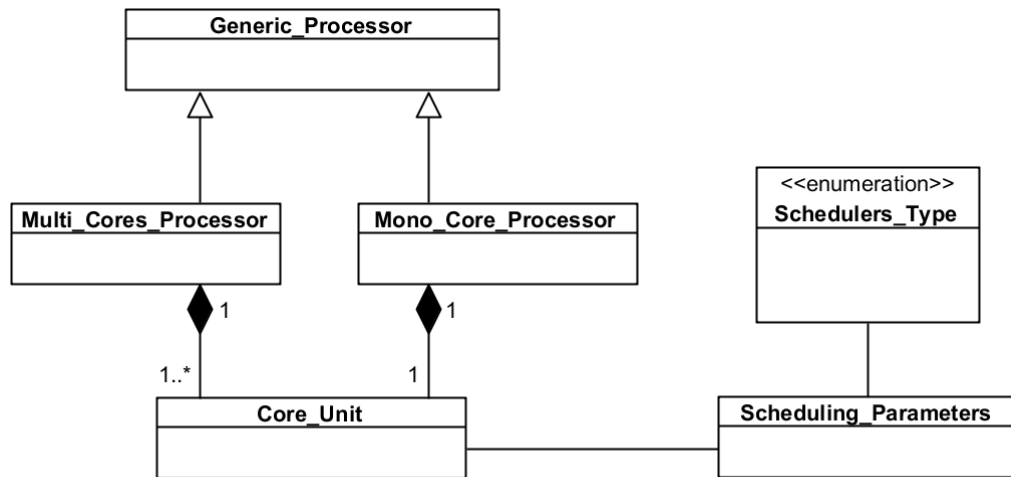 Generic_Processor
<<enumeration>>
Schedulers_Type
Multi_Cores_Processor
Mono_Core_Processor
1
1
1..*
1
Core_Unit
Scheduling_Parameters